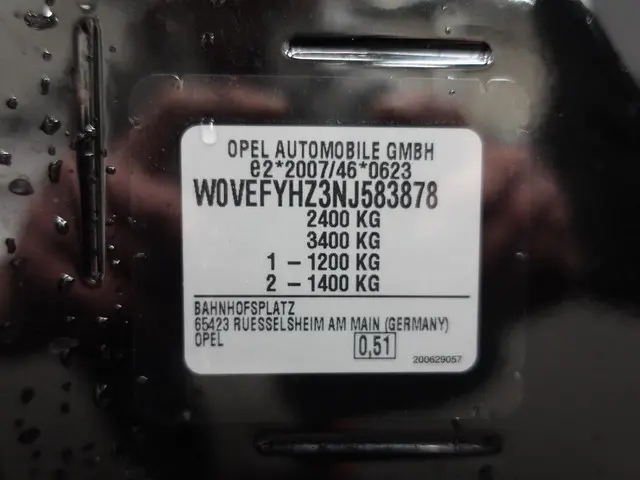 OPEL AUTOMOBILE GMBH
e2*2007/46*0623
W0VEFYHZ3NJ583878
2400 KG
3400 KG
1 – 1200 KG
2 – 1400 KG
BAHNHOFSPLATZ
65423 RUESSELSHEIM AM MAIN (GERMANY)
OPEL 0,51
200629057